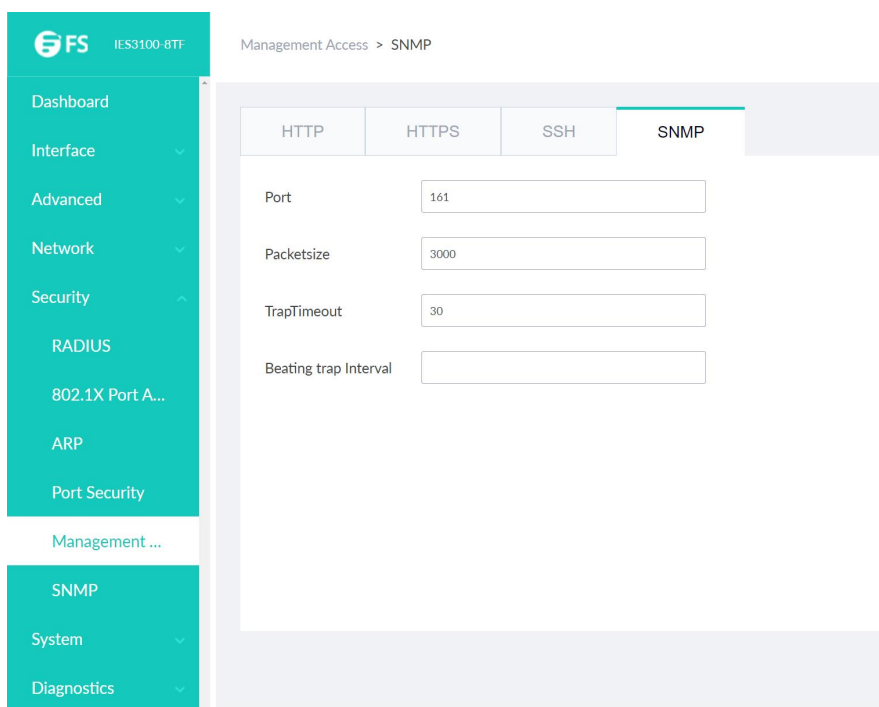 FS IES3100-8TF
Management Access > SNMP
Dashboard
Interface
Advanced
Network
Security
RADIUS
802.1X Port A...
ARP
Port Security
Management ...
SNMP
System
Diagnostics
HTTP HTTPS SSH SNMP
Port 161
Packetsize 3000
TrapTimeout 30
Beating trap Interval